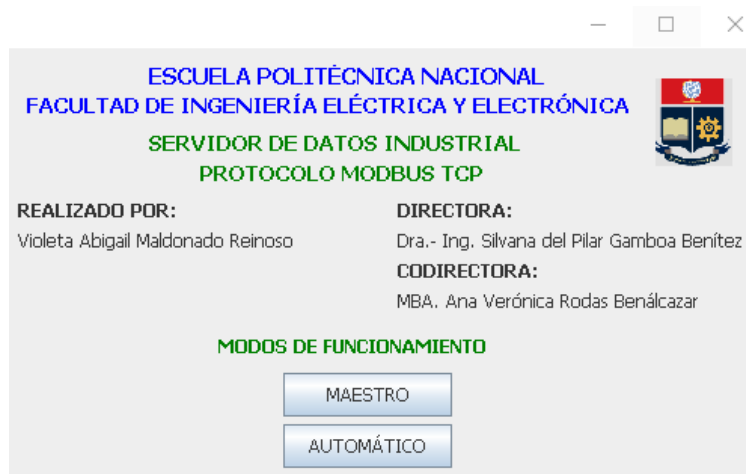 ESCUELA POLITÉCNICA NACIONAL
FACULTAD DE INGENIERÍA ELÉCTRICA Y ELECTRÓNICA
SERVIDOR DE DATOS INDUSTRIAL
PROTOCOLO MODBUS TCP
REALIZADO POR:
Violeta Abigail Maldonado Reinoso
DIRECTORA:
Dra.- Ing. Silvana del Pilar Gamboa Benítez
CODIRECTORA:
MBA. Ana Verónica Rodas Benálcazar
MODOS DE FUNCIONAMIENTO
MAESTRO
AUTOMÁTICO